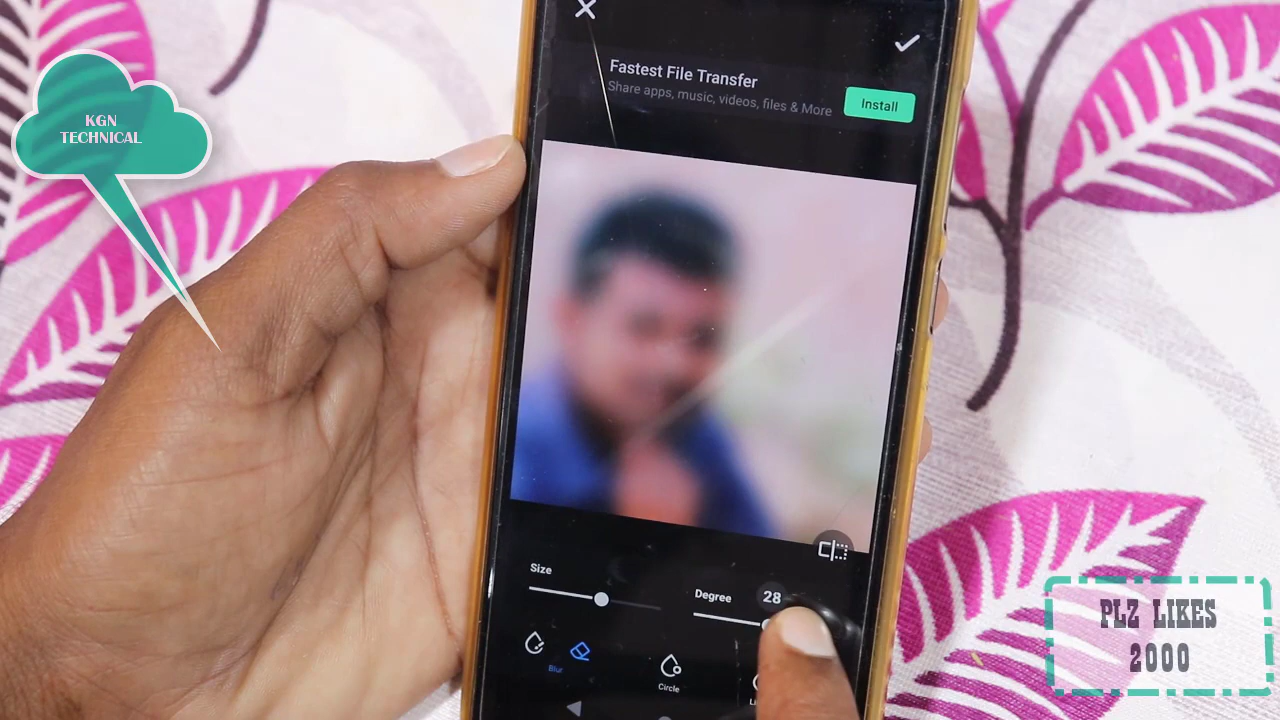 KGN
TECHNICAL
Fastest File Transfer
Share apps, music, videos, files & More
Install
Size
Degree
28
Blur
Circle
PLZ LIKES
2000